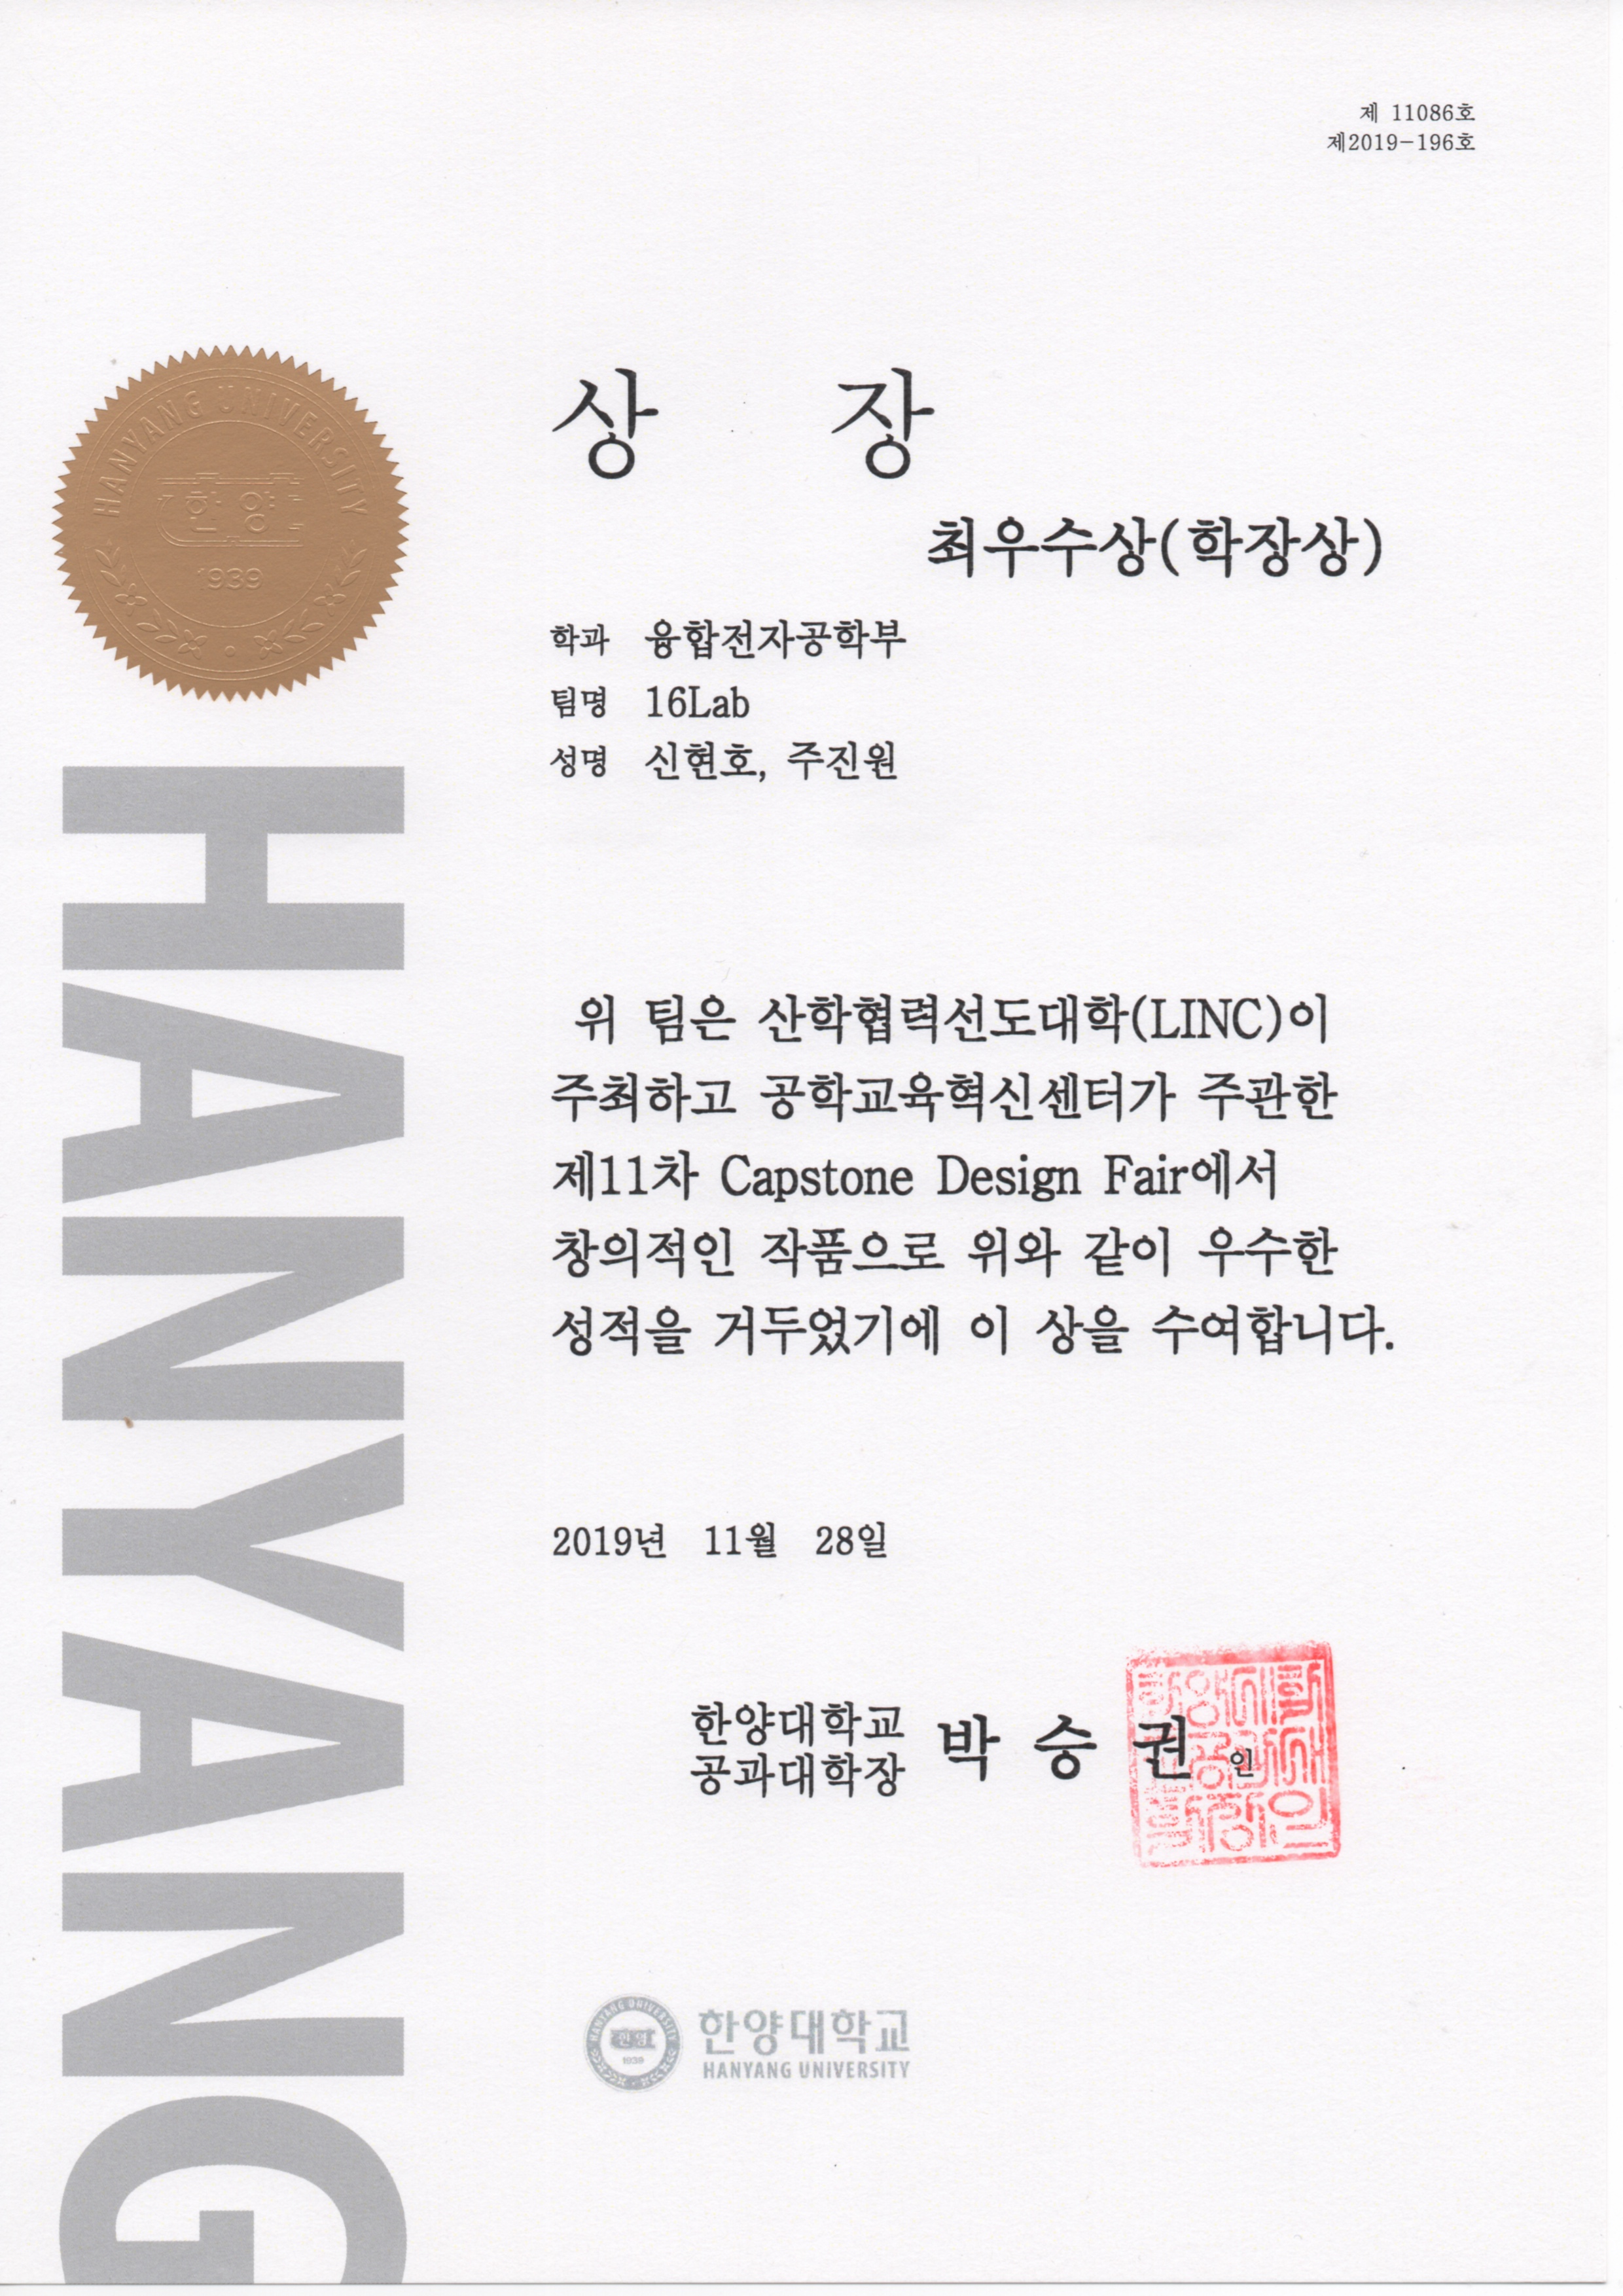 제 11086호
제2019-196호
상 장
최우수상(학장상)
학과 융합전자공학부
팀명 16Lab
성명 신현호, 주진원
위 팀은 산학협력선도대학(LINC)이
주최하고 공학교육혁신센터가 주관한
제11차 Capstone Design Fair에서
창의적인 작품으로 위와 같이 우수한
성적을 거두었기에 이 상을 수여합니다.
2019년 11월 28일
한양대학교
공과대학장 박 승 권 인
한양대학교
HANYANG UNIVERSITY
HANYANG UNIVERSITY
한양
1939
HANYANG
HANYANG UNIVERSITY
한양
1939